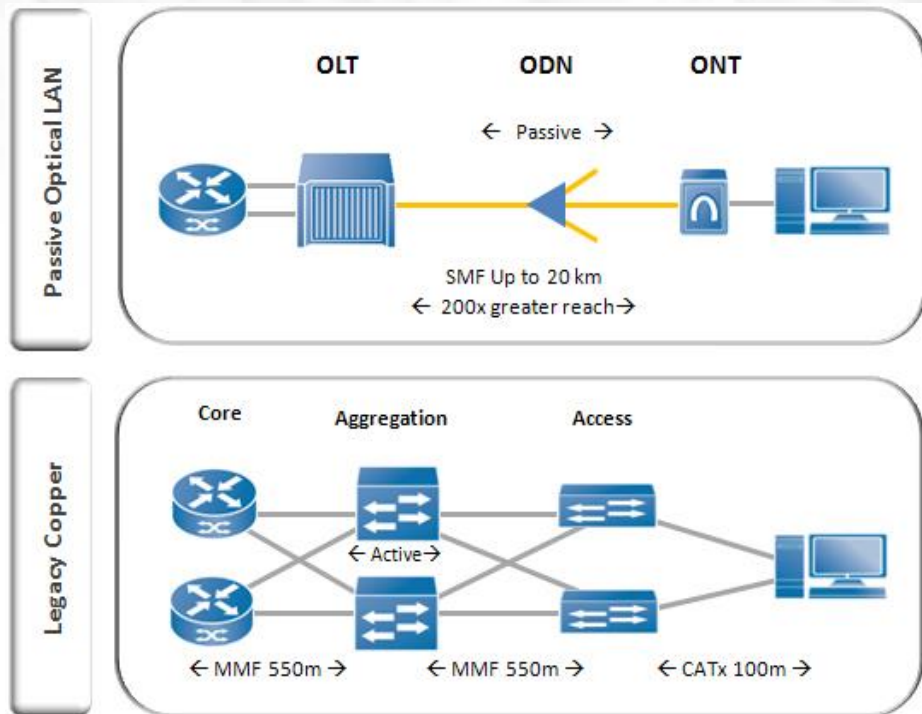 Passive Optical LAN
OLT ODN ONT
← Passive →
SMF Up to 20 km
← 200x greater reach→
Legacy Copper
Core Aggregation Access
← Active→
← MMF 550m→ ← MMF 550m→ ← CATx 100m→